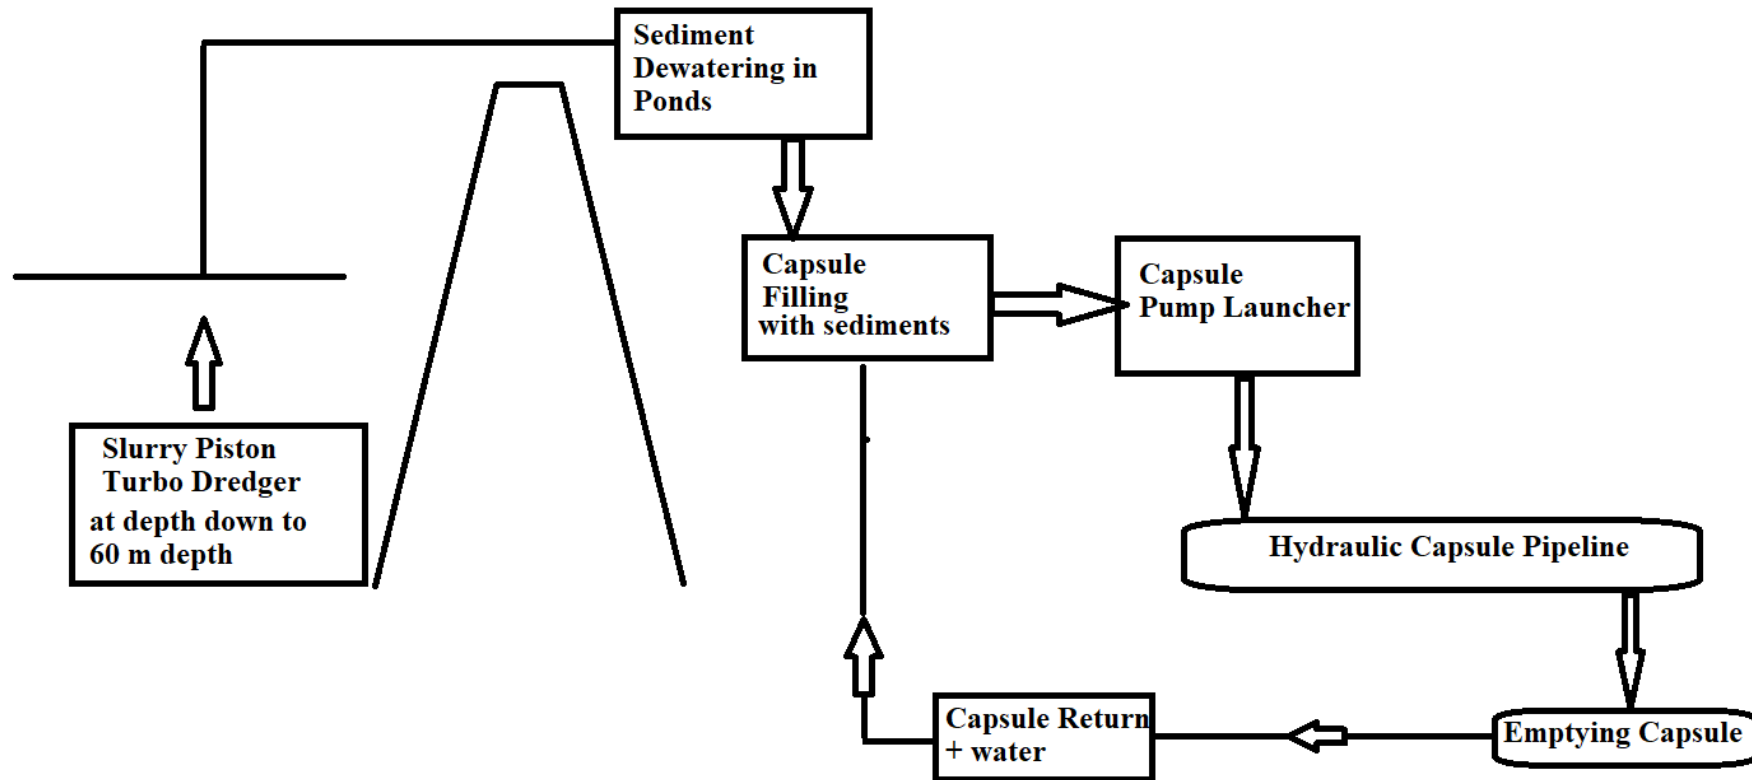 Sediment
Dewatering in
Ponds
Capsule
Filling
with sediments
Capsule
Pump Launcher
Slurry Piston
Turbo Dredger
at depth down to
60 m depth
Hydraulic Capsule Pipeline
Emptying Capsule
Capsule Return
+ water